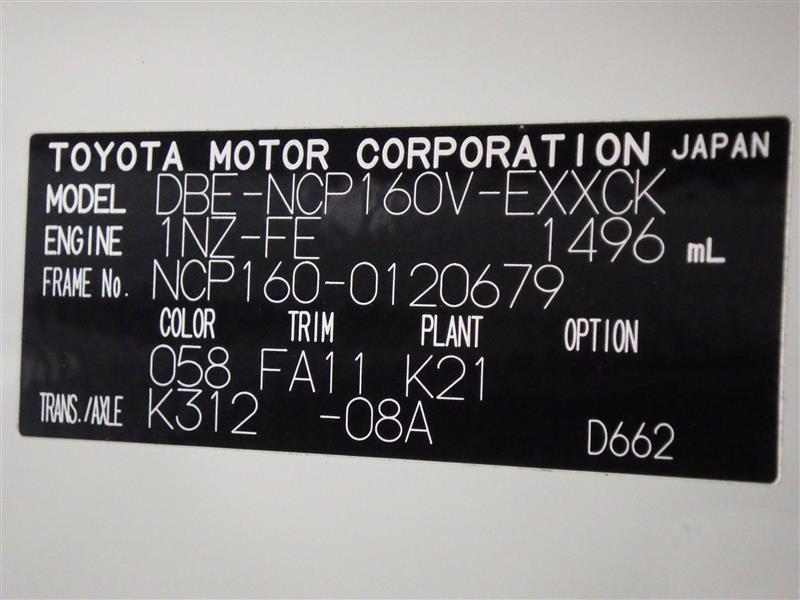 TOYOTA MOTOR CORPORATION JAPAN
MODEL DBE-NCP160V-EXXCK
ENGINE 1NZ-FE 1496 mL
FRAME No. NCP160-0120679
COLOR TRIM PLANT OPTION
058 FA11 K21
TRANS./AXLE K312 -08A D662